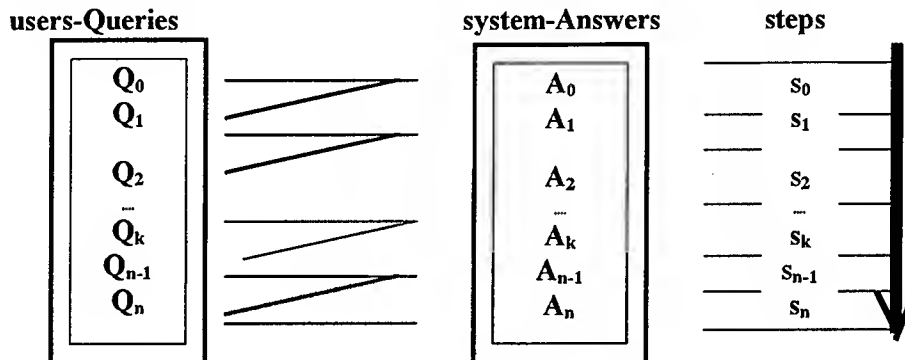 users-Queries system-Answers steps
Q₀ A₀ s₀
Q₁ A₁ s₁
Q₂ A₂ s₂
... .... ....
Qₖ Aₖ sₖ
Qₙ₋₁ Aₙ₋₁ sₙ₋₁
Qₙ Aₙ sₙ